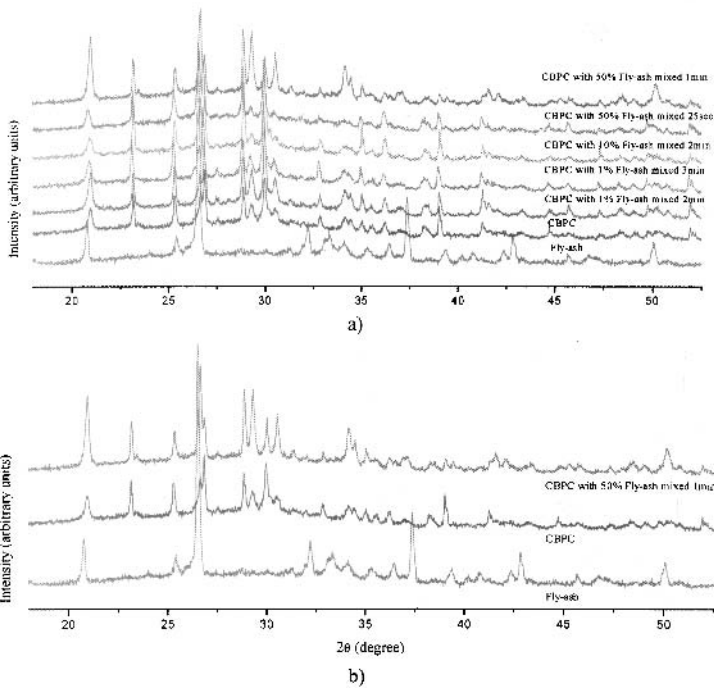 Intensity (arbitrary units)
CBPC with 50% Fly-ash mixed 1min
CBPC with 50% Fly-ash mixed 25sec
CBPC with 10% Fly-ash mixed 2min
CBPC with 1% Fly-ash mixed 3min
CBPC with 1% Fly-ash mixed 2min
CBPC
Fly-ash
20 25 30 35 40 45 50
a)
Intensity (arbitrary units)
CBPC with 50% Fly-ash mixed 1min
CBPC
Fly-ash
20 25 30 35 40 45 50
2θ (degree)
b)